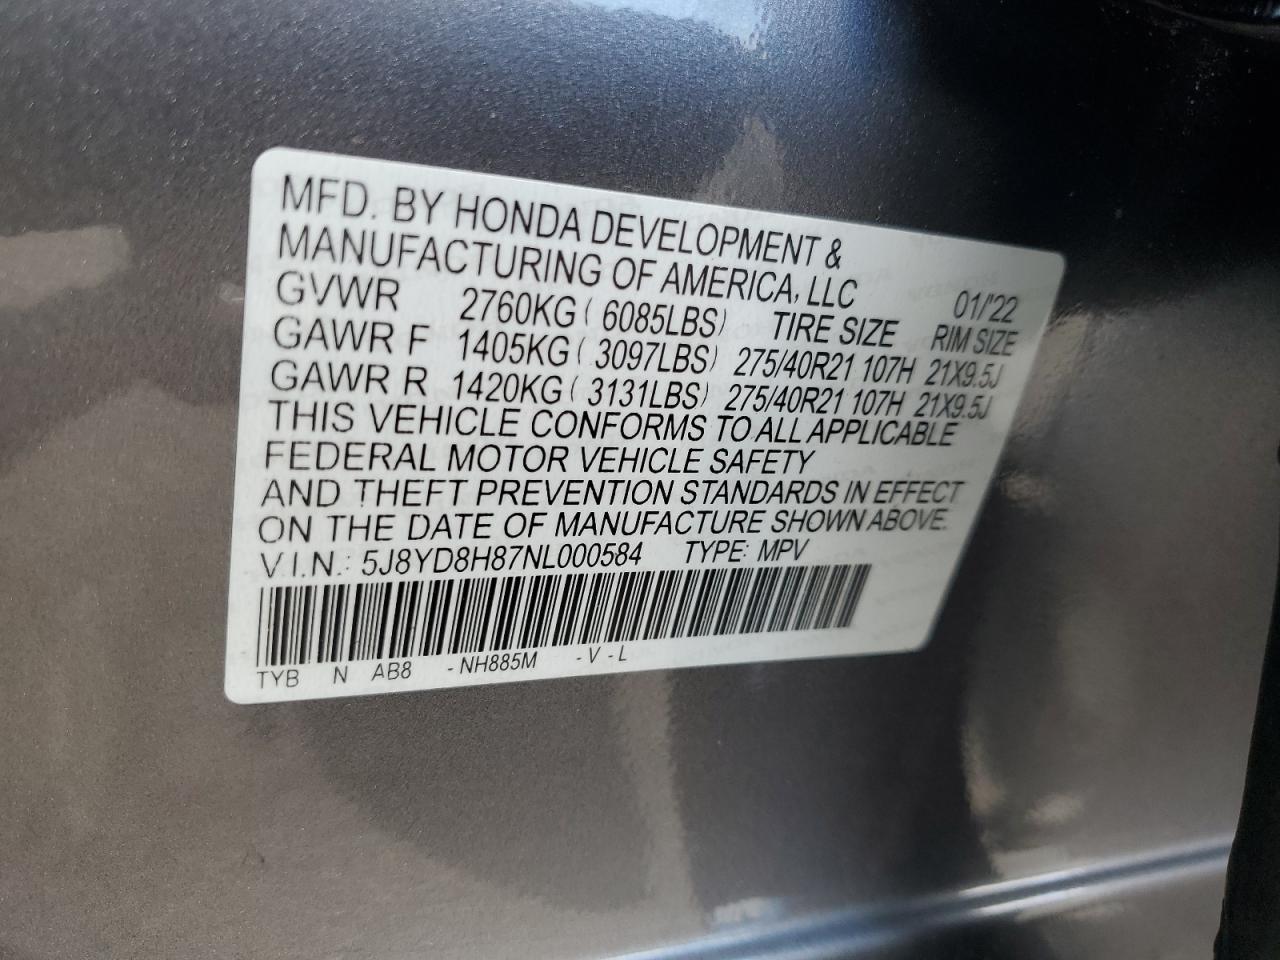 MFD. BY HONDA DEVELOPMENT &
MANUFACTURING OF AMERICA, LLC 01/'22
GVWR 2760KG ( 6085LBS) TIRE SIZE RIM SIZE
GAWR F 1405KG ( 3097LBS) 275/40R21 107H 21X9.5J
GAWR R 1420KG ( 3131LBS) 275/40R21 107H 21X9.5J
THIS VEHICLE CONFORMS TO ALL APPLICABLE
FEDERAL MOTOR VEHICLE SAFETY
AND THEFT PREVENTION STANDARDS IN EFFECT
ON THE DATE OF MANUFACTURE SHOWN ABOVE.
V.I.N.: 5J8YD8H87NL000584 TYPE: MPV
TYB N AB8 -NH885M -V-L